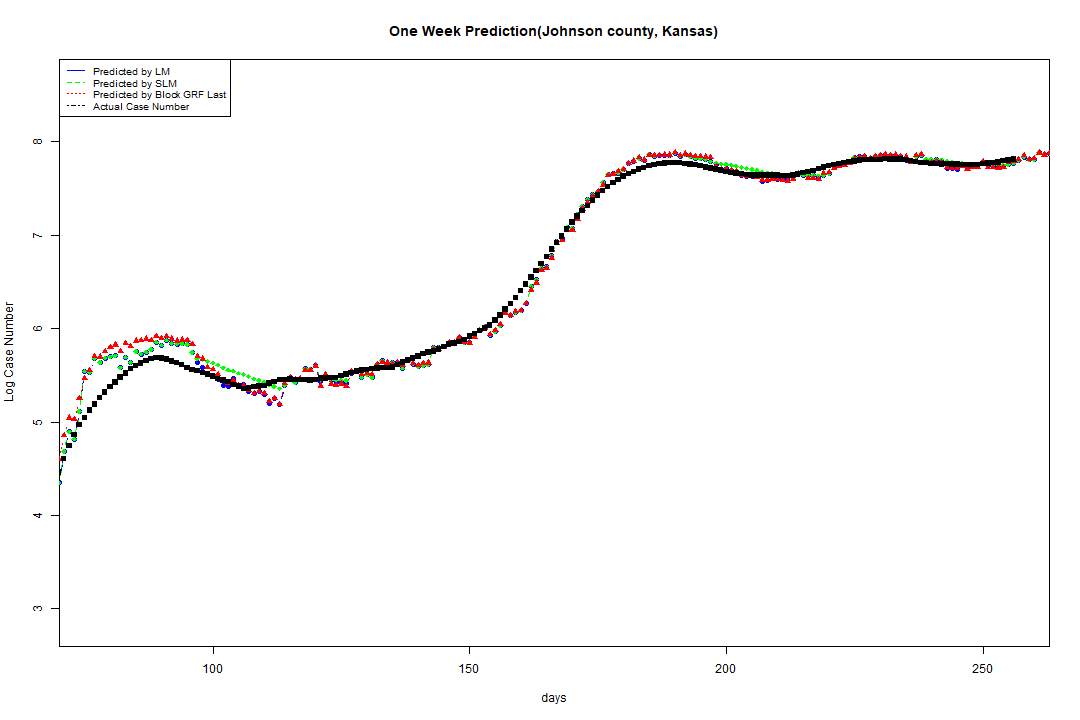 One Week Prediction(Johnson county, Kansas)
Predicted by LM
Predicted by SLM
Predicted by Block GRF Last
Actual Case Number
8
7
6
5
4
3
Log Case Number
100 150 200 250
days